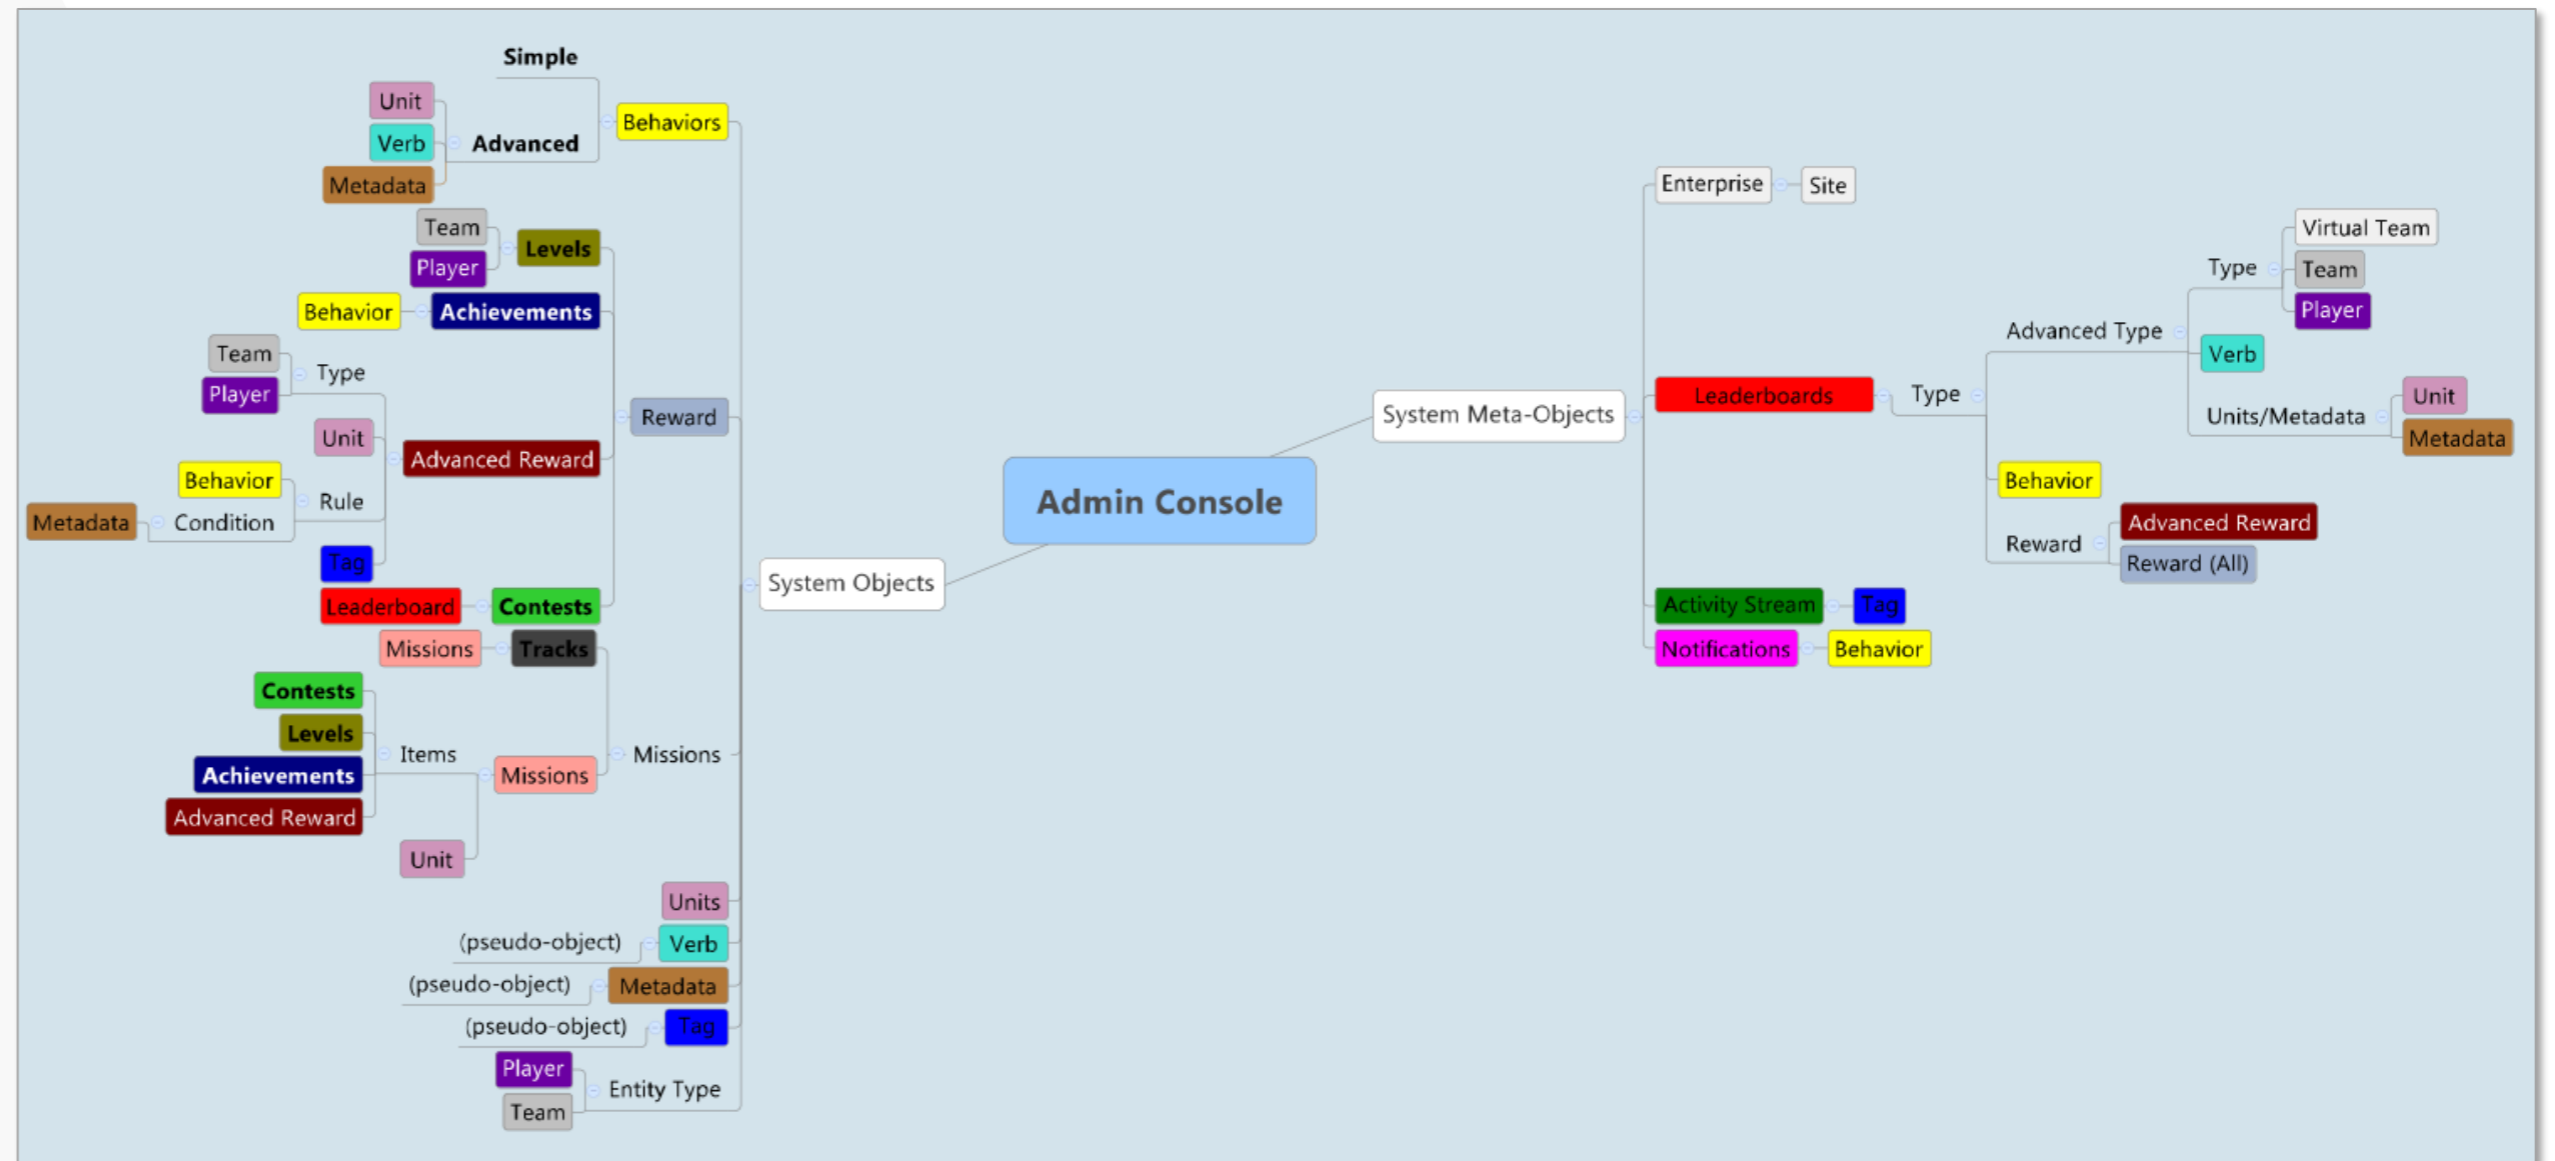 Simple
Unit
Verb
Metadata
Advanced
Behaviors
Team
Player
Levels
Behavior
Achievements
Team
Player
Type
Unit
Behavior
Metadata
Condition
Rule
Tag
Advanced Reward
Leaderboard
Contests
Reward
Missions
Tracks
Contests
Levels
Achievements
Advanced Reward
Items
Unit
Missions
Missions
Units
(pseudo-object)
Verb
(pseudo-object)
Metadata
(pseudo-object)
Tag
Player
Team
Entity Type
System Objects
Admin Console
System Meta-Objects
Enterprise
Site
Leaderboards
Type
Advanced Type
Type
Virtual Team
Team
Player
Verb
Units/Metadata
Unit
Metadata
Behavior
Reward
Advanced Reward
Reward (All)
Activity Stream
Tag
Notifications
Behavior